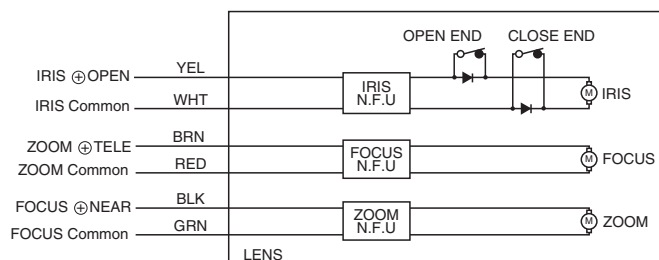 OPEN END CLOSE END
IRIS ⊕OPEN YEL
IRIS Common WHT
IRIS
N.F.U
M IRIS
ZOOM ⊕TELE BRN
ZOOM Common RED
FOCUS
N.F.U
M FOCUS
FOCUS ⊕NEAR BLK
FOCUS Common GRN
ZOOM
N.F.U
M ZOOM
LENS